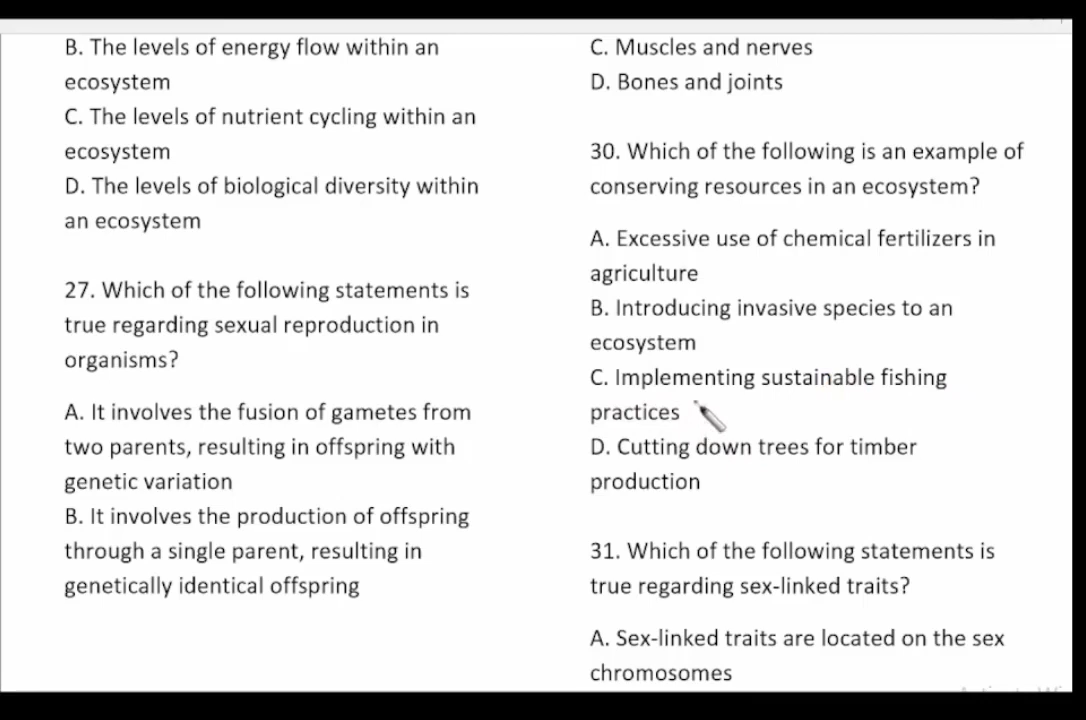 B. The levels of energy flow within an
ecosystem
C. The levels of nutrient cycling within an
ecosystem
D. The levels of biological diversity within
an ecosystem
27. Which of the following statements is
true regarding sexual reproduction in
organisms?
A. It involves the fusion of gametes from
two parents, resulting in offspring with
genetic variation
B. It involves the production of offspring
through a single parent, resulting in
genetically identical offspring
C. Muscles and nerves
D. Bones and joints
30. Which of the following is an example of
conserving resources in an ecosystem?
A. Excessive use of chemical fertilizers in
agriculture
B. Introducing invasive species to an
ecosystem
C. Implementing sustainable fishing
practices
D. Cutting down trees for timber
production
31. Which of the following statements is
true regarding sex-linked traits?
A. Sex-linked traits are located on the sex
chromosomes